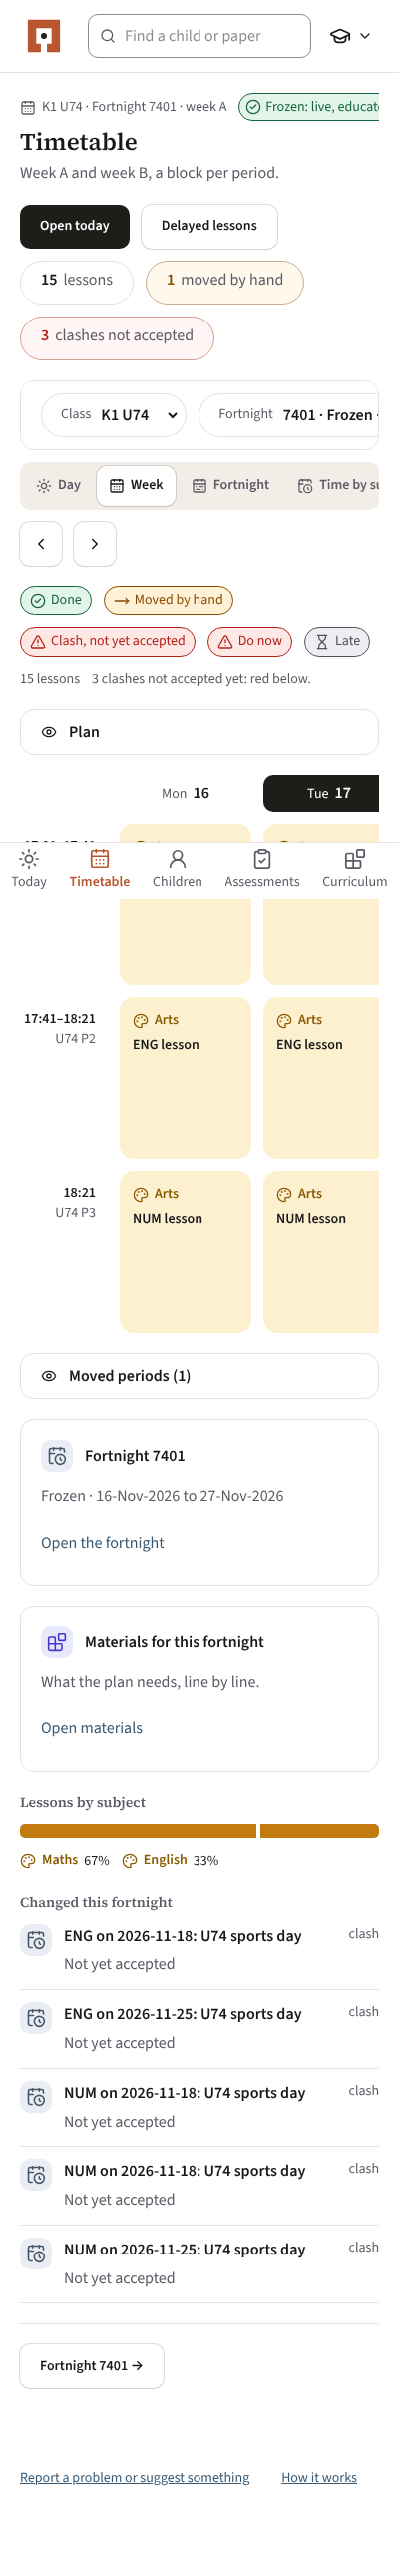 Find a child or paper
K1 U74 · Fortnight 7401 · week A
Frozen: live, educat
Timetable
Week A and week B, a block per period.
Open today
Delayed lessons
15 lessons
1 moved by hand
3 clashes not accepted
Class K1 U74
Fortnight 7401 · Frozen ·
Day
Week
Fortnight
Time by su
Done
Moved by hand
Clash, not yet accepted
Do now
Late
15 lessons 3 clashes not accepted yet: red below.
Plan
Mon 16
Tue 17
Today
Timetable
Children
Assessments
Curriculum
17:41–18:21
U74 P2
Arts
ENG lesson
Arts
ENG lesson
18:21
U74 P3
Arts
NUM lesson
Arts
NUM lesson
Moved periods (1)
Fortnight 7401
Frozen · 16-Nov-2026 to 27-Nov-2026
Open the fortnight
Materials for this fortnight
What the plan needs, line by line.
Open materials
Lessons by subject
Maths 67% English 33%
Changed this fortnight
ENG on 2026-11-18: U74 sports day clash
Not yet accepted
ENG on 2026-11-25: U74 sports day clash
Not yet accepted
NUM on 2026-11-18: U74 sports day clash
Not yet accepted
NUM on 2026-11-18: U74 sports day clash
Not yet accepted
NUM on 2026-11-25: U74 sports day clash
Not yet accepted
Fortnight 7401 →
Report a problem or suggest something
How it works